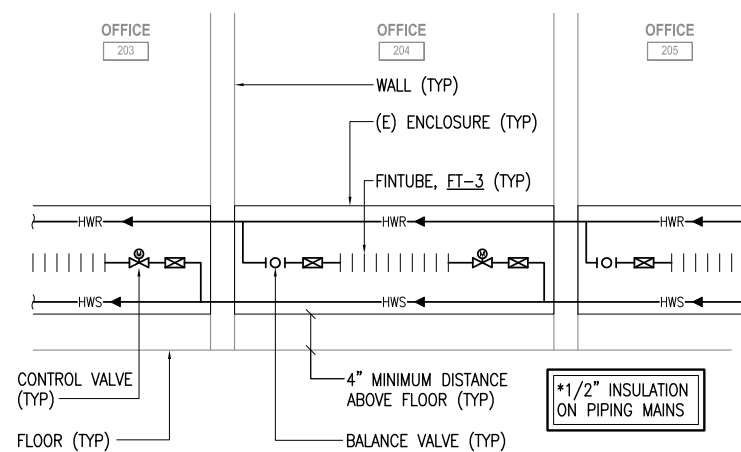 OFFICE
203
OFFICE
204
OFFICE
205
WALL (TYP)
(E) ENCLOSURE (TYP)
FINTUBE, FT-3 (TYP)
HWR
HWR
HWR
M
M
HWS
HWS
HWS
CONTROL VALVE
(TYP)
FLOOR (TYP)
4" MINIMUM DISTANCE
ABOVE FLOOR (TYP)
BALANCE VALVE (TYP)
*1/2" INSULATION
ON PIPING MAINS